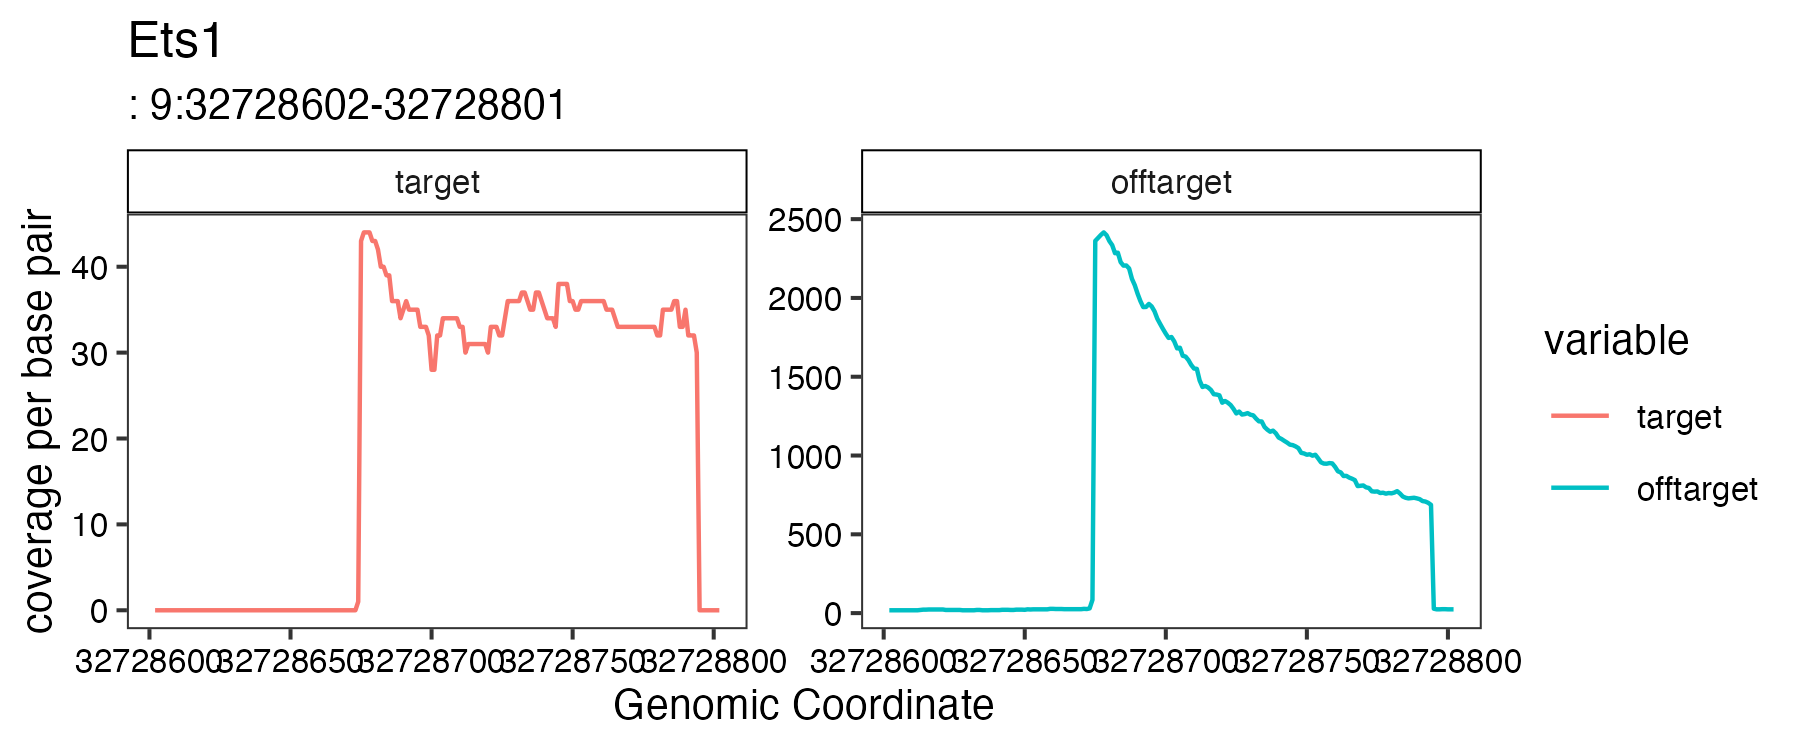 Ets1
: 9:32728602-32728801
target
offtarget
coverage per base pair
40
30
20
10
0
2500
2000
1500
1000
500
0
32728600 32728650 32728700 32728750 32728800
32728600 32728650 32728700 32728750 32728800
Genomic Coordinate
variable
target
offtarget